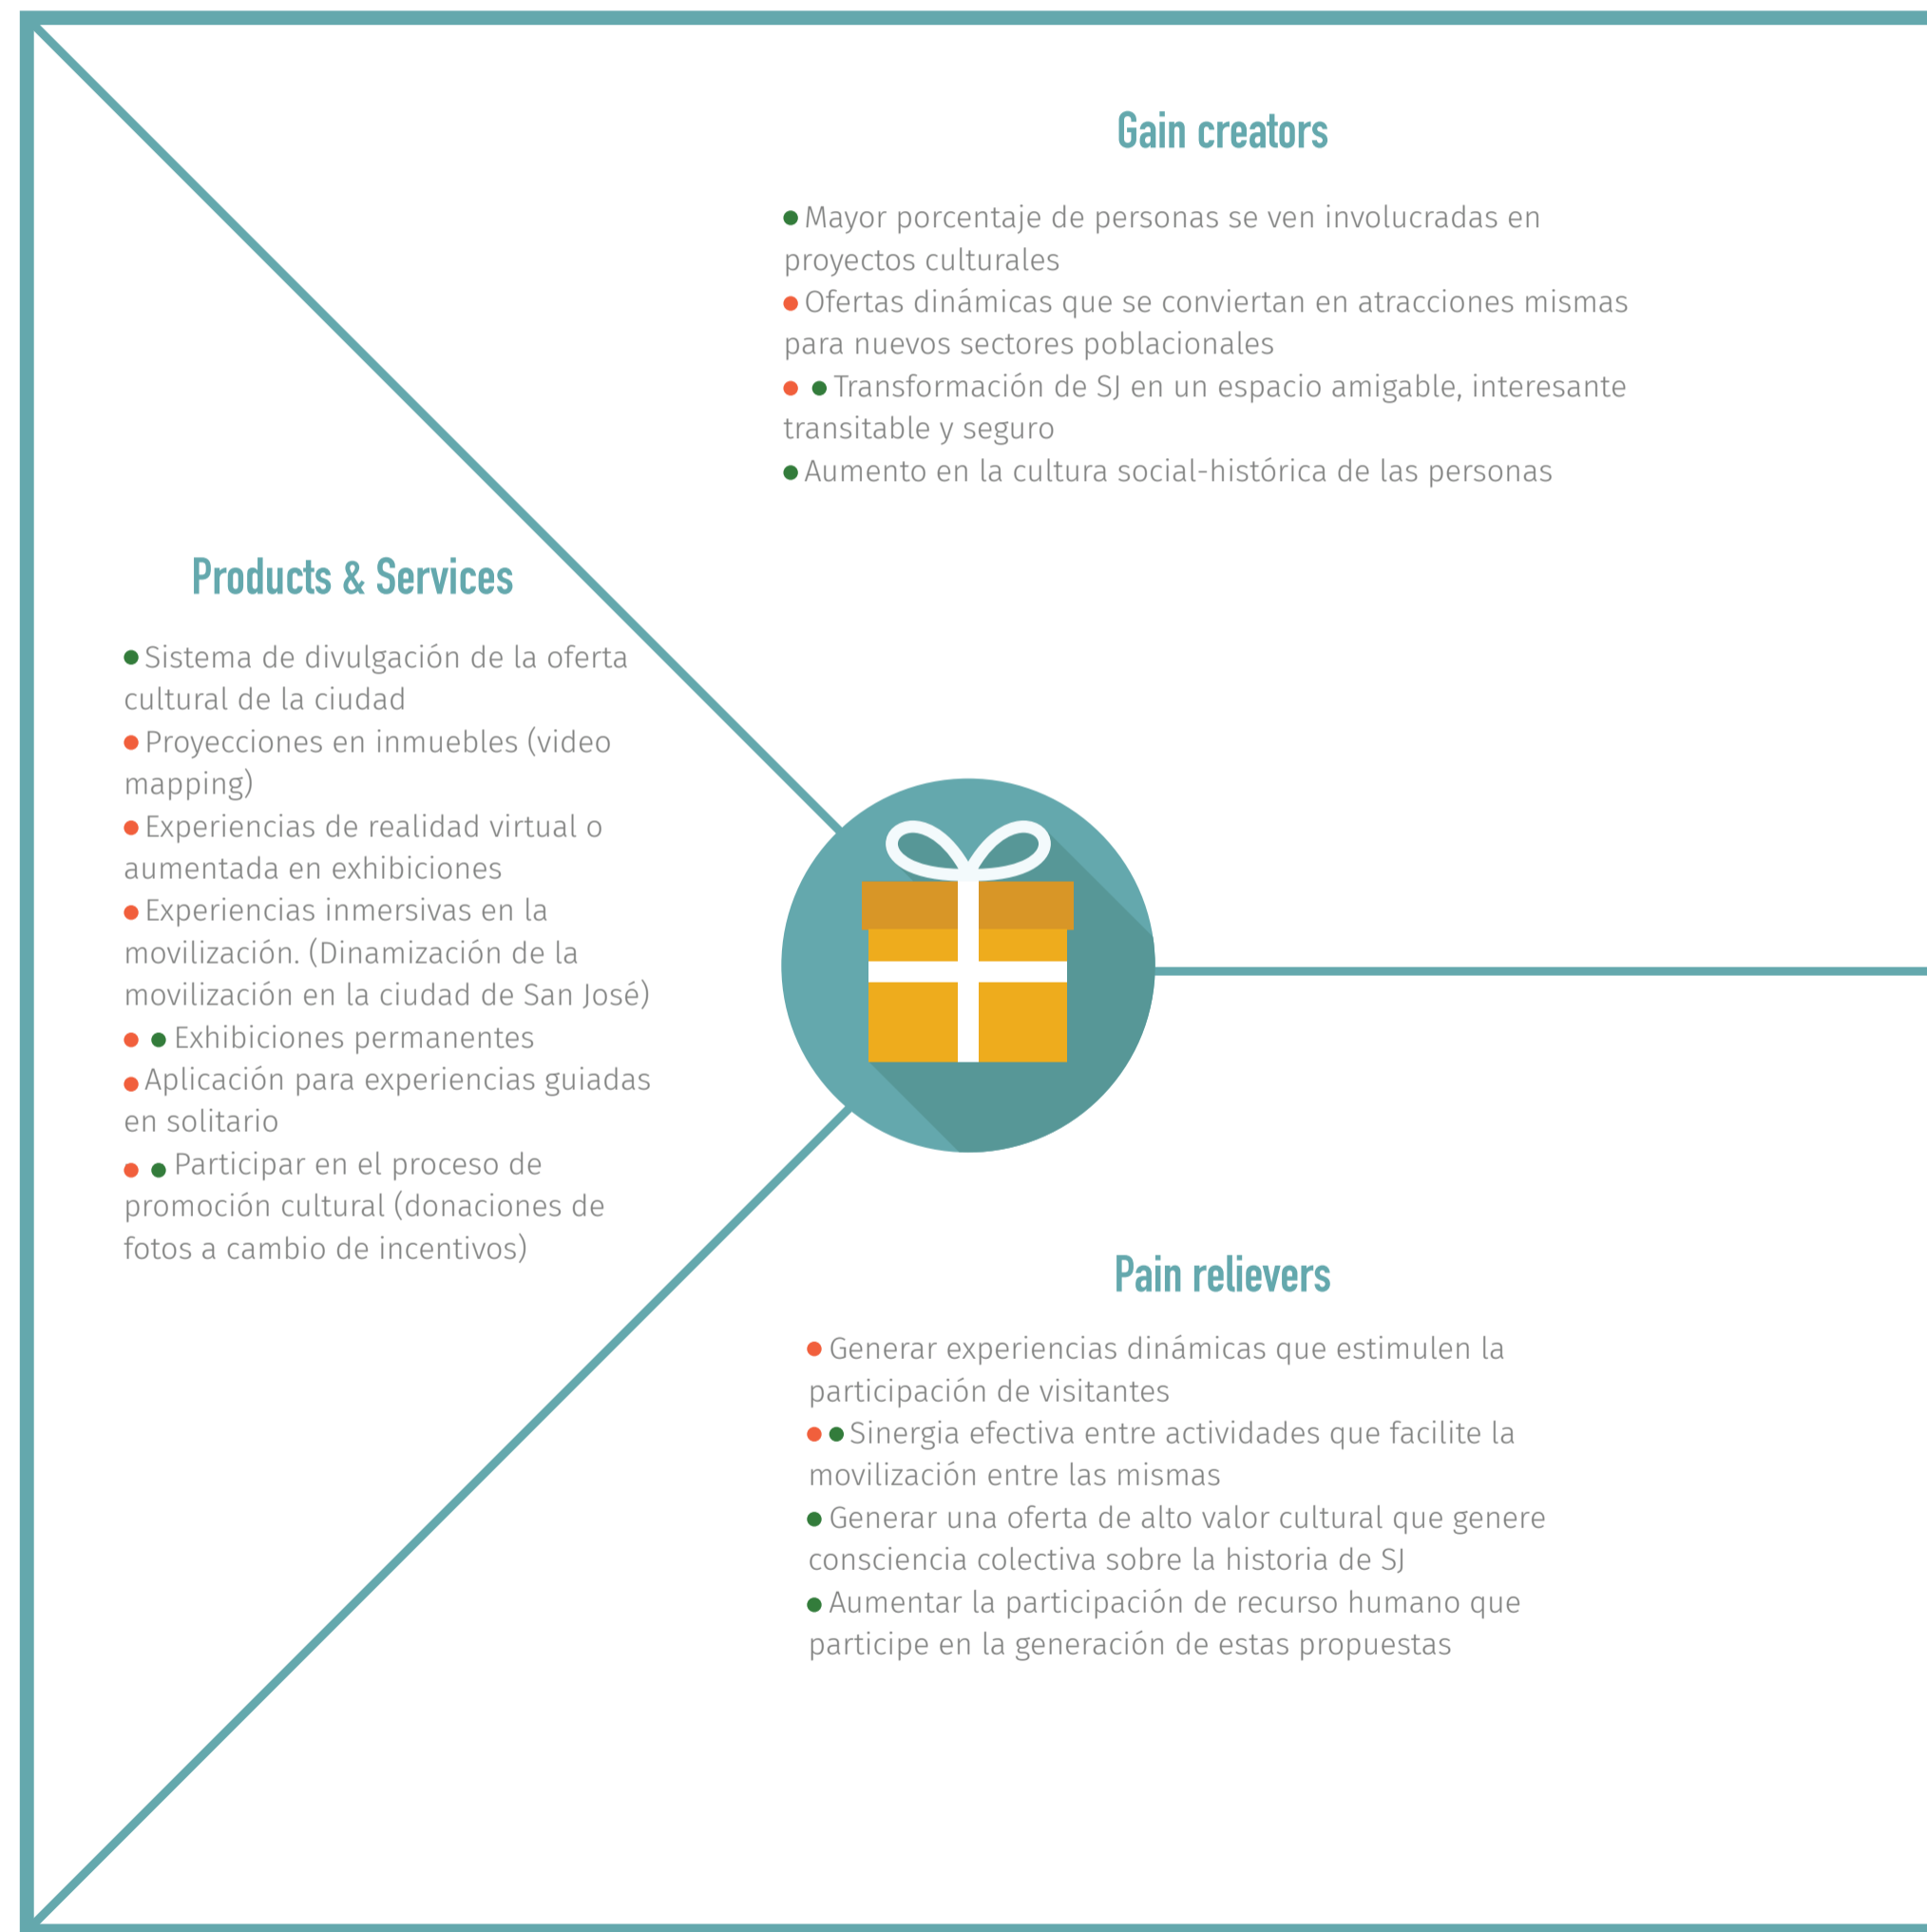 Gain creators
Mayor porcentaje de personas se ven involucradas en
proyectos culturales
Ofertas dinámicas que se conviertan en atracciones mismas
para nuevos sectores poblacionales
Transformación de SJ en un espacio amigable, interesante
transitable y seguro
Aumento en la cultura social-histórica de las personas
Products & Services
Sistema de divulgación de la oferta
cultural de la ciudad
Proyecciones en inmuebles (video
mapping)
Experiencias de realidad virtual o
aumentada en exhibiciones
Experiencias inmersivas en la
movilización. (Dinamización de la
movilización en la ciudad de San José)
Exhibiciones permanentes
Aplicación para experiencias guiadas
en solitario
Participar en el proceso de
promoción cultural (donaciones de
fotos a cambio de incentivos)
Pain relievers
Generar experiencias dinámicas que estimulen la
participación de visitantes
Sinergia efectiva entre actividades que facilite la
movilización entre las mismas
Generar una oferta de alto valor cultural que genere
consciencia colectiva sobre la historia de SJ
Aumentar la participación de recurso humano que
participe en la generación de estas propuestas